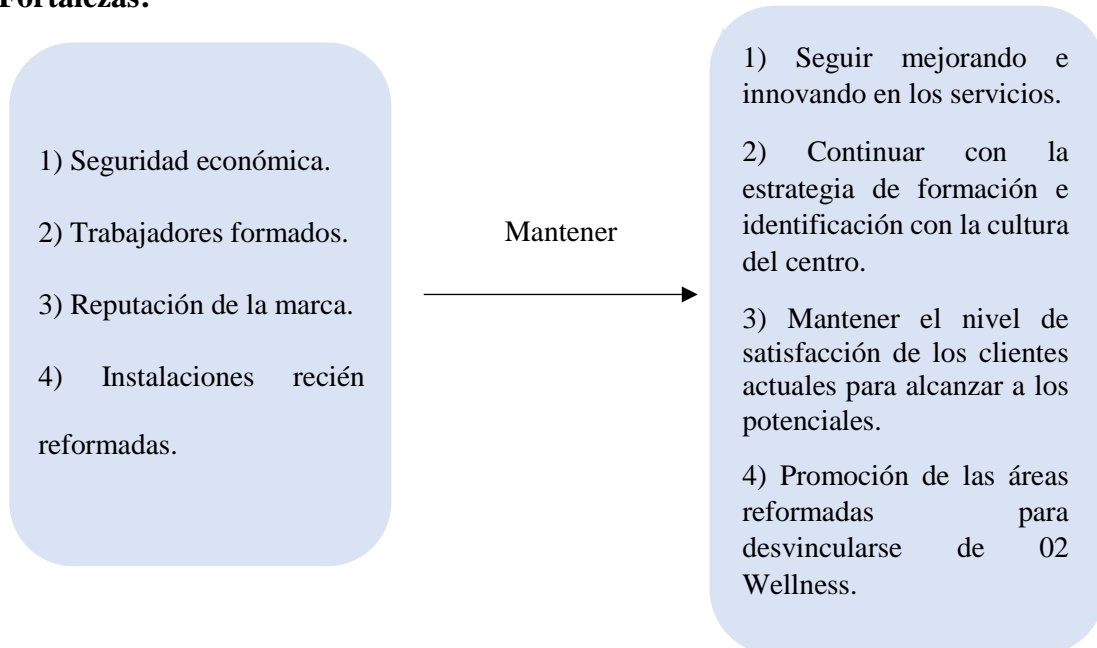 Fortalezas:
1) Seguridad económica.
2) Trabajadores formados.
3) Reputación de la marca.
4) Instalaciones recién
reformadas.
Mantener
1) Seguir mejorando e
innovando en los servicios.
2) Continuar con la
estrategia de formación e
identificación con la cultura
del centro.
3) Mantener el nivel de
satisfacción de los clientes
actuales para alcanzar a los
potenciales.
4) Promoción de las áreas
reformadas para
desvincularse de 02
Wellness.